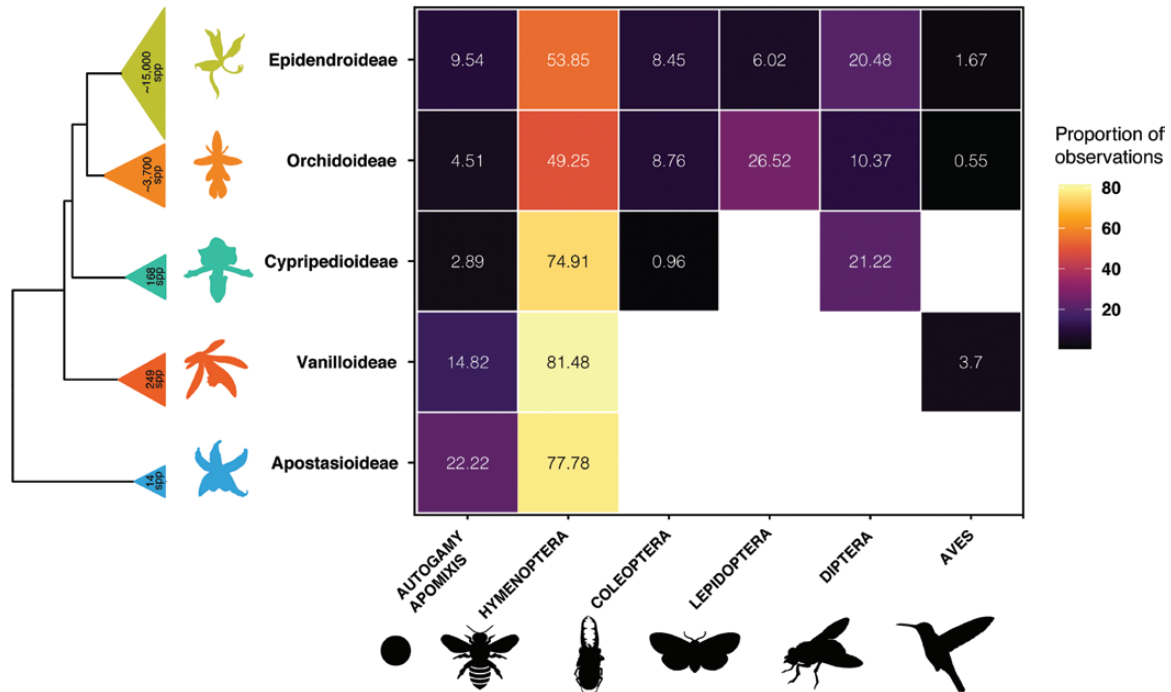 ~15,000
spp
Epidendroideae
9.54
53.85
8.45
6.02
20.48
1.67
~3,700
spp
Orchidoideae
4.51
49.25
8.76
26.52
10.37
0.55
168
spp
Cypripedioideae
2.89
74.91
0.96
21.22
249
spp
Vanilloideae
14.82
81.48
3.7
14
spp
Apostasioideae
22.22
77.78
AUTOGAMY
APOMIXIS
HYMENOPTERA
COLEOPTERA
LEPIDOPTERA
DIPTERA
AVES
Proportion of
observations
80
60
40
20